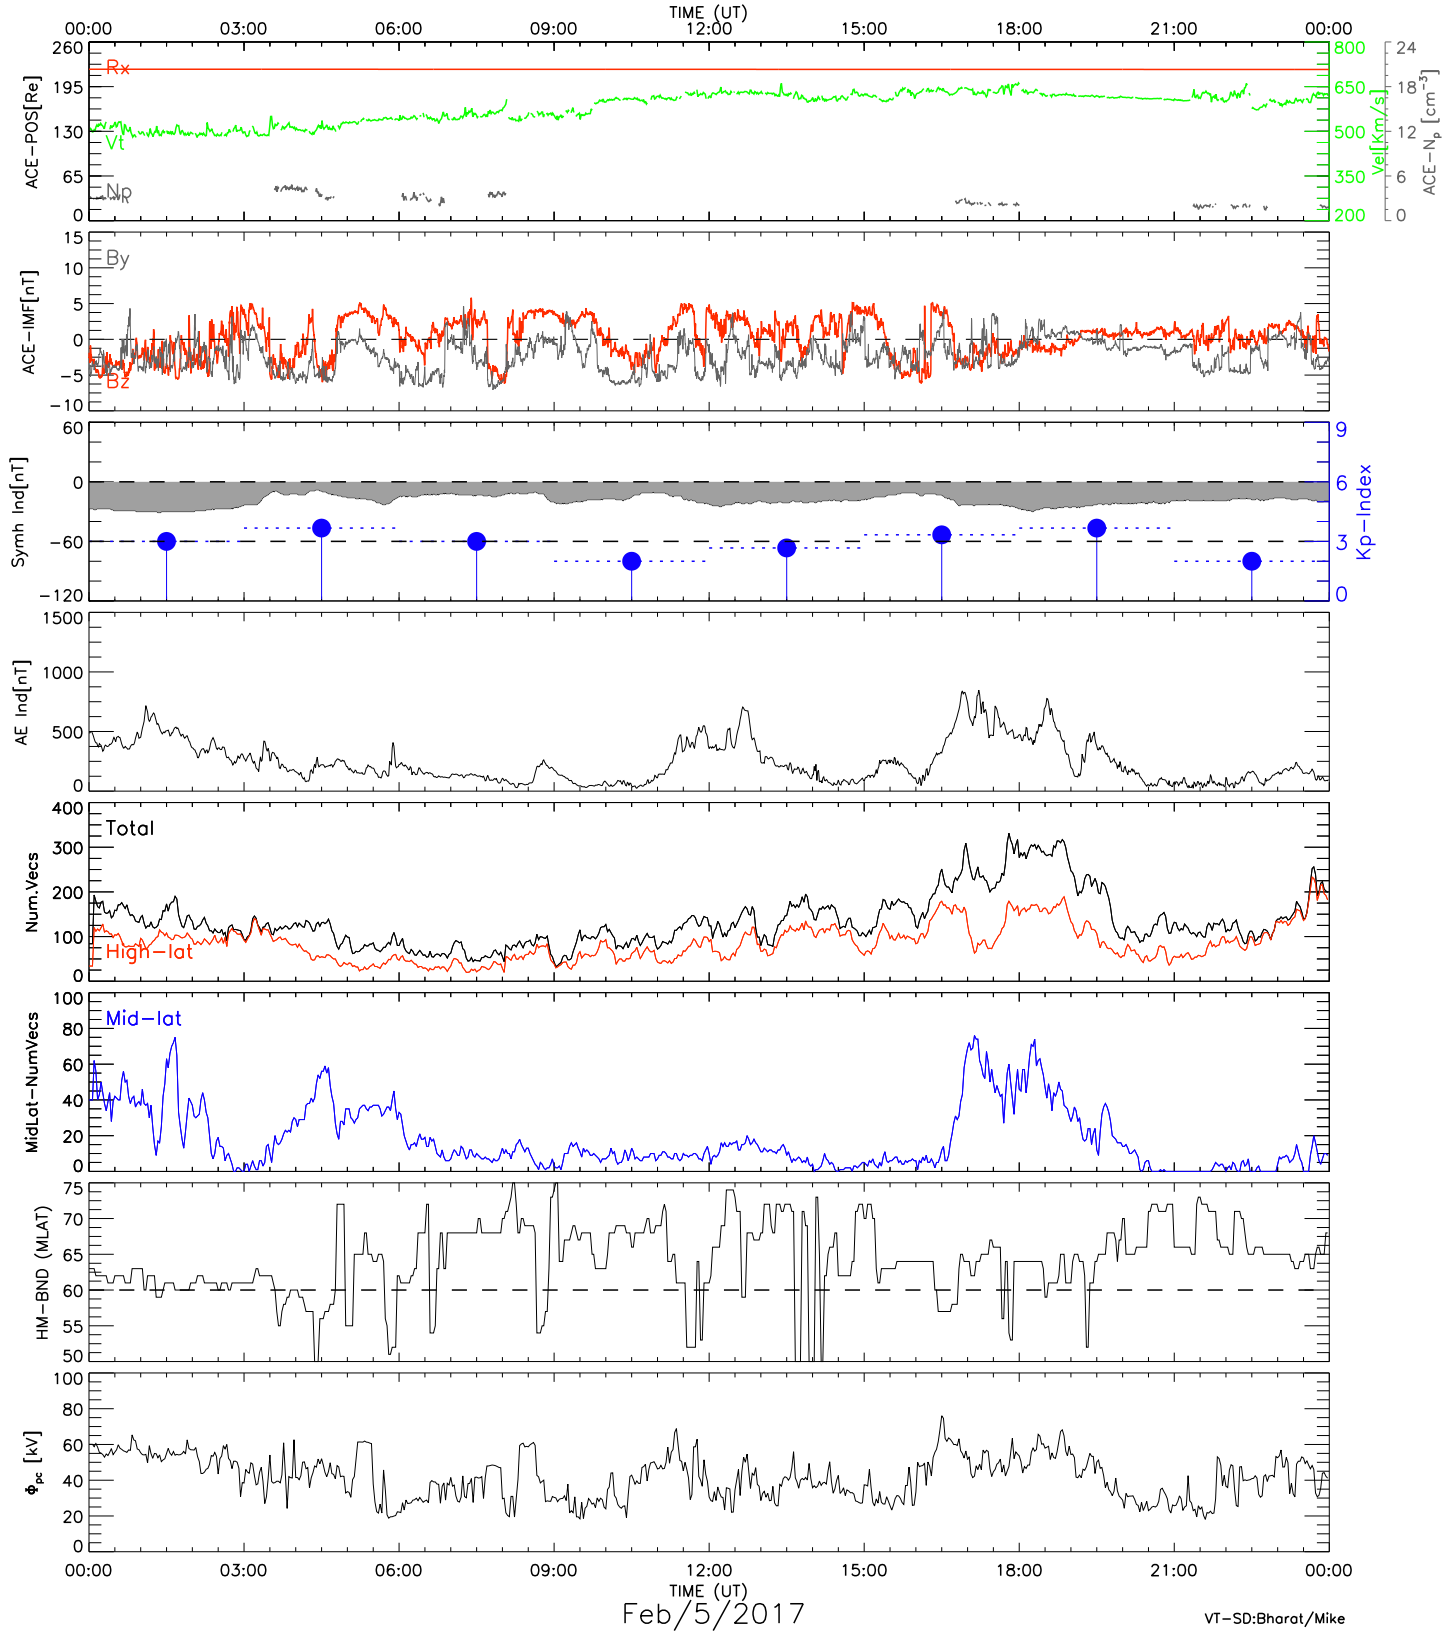 TIME (UT)
00:00 03:00 06:00 09:00 12:00 15:00 18:00 21:00 00:00
ACE-POS[Re]
260 195 130 65 0
Rx
Vt
Np
800 650 500 350 200
Vel[Km/s]
24 18 12 6 0
ACE-Np [cm-3]
ACE-IMF[nT]
15 10 5 0 -5 -10
By
Bz
Symh Ind[nT]
60 0 -60 -120
9 6 3 0
Kp-Index
AE Ind[nT]
1500 1000 500 0
Num.Vecs
400 300 200 100 0
Total
High-lat
MidLat-NumVecs
100 80 60 40 20 0
Mid-lat
HM-BND (MLAT)
75 70 65 60 55 50
Φpc [kV]
100 80 60 40 20 0
00:00 03:00 06:00 09:00 12:00 15:00 18:00 21:00 00:00
TIME (UT)
Feb/5/2017
VT-SD:Bharat/Mike